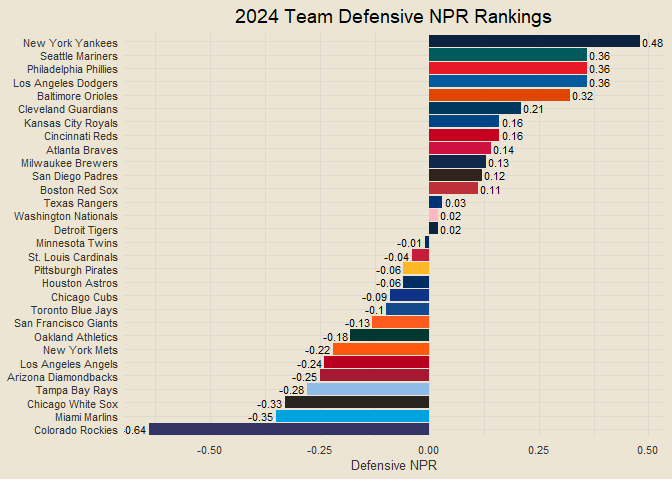 2024 Team Defensive NPR Rankings
New York Yankees 0.48
Seattle Mariners 0.36
Philadelphia Phillies 0.36
Los Angeles Dodgers 0.36
Baltimore Orioles 0.32
Cleveland Guardians 0.21
Kansas City Royals 0.16
Cincinnati Reds 0.16
Atlanta Braves 0.14
Milwaukee Brewers 0.13
San Diego Padres 0.12
Boston Red Sox 0.11
Texas Rangers 0.03
Washington Nationals 0.02
Detroit Tigers 0.02
Minnesota Twins -0.01
St. Louis Cardinals -0.04
Pittsburgh Pirates -0.06
Houston Astros -0.06
Chicago Cubs -0.09
Toronto Blue Jays -0.1
San Francisco Giants -0.13
Oakland Athletics -0.18
New York Mets -0.22
Los Angeles Angels -0.24
Arizona Diamondbacks -0.25
Tampa Bay Rays -0.28
Chicago White Sox -0.33
Miami Marlins -0.35
Colorado Rockies -0.64
-0.50 -0.25 0.00 0.25 0.50
Defensive NPR